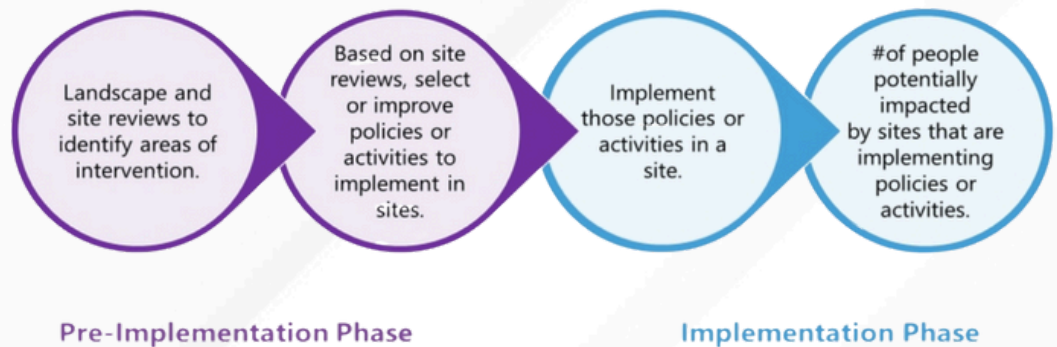 Landscape and
site reviews to
identify areas of
intervention.
Based on site
reviews, select
or improve
policies or
activities to
implement in
sites.
Implement
those policies or
activities in a
site.
#of people
potentially
impacted
by sites that are
implementing
policies or
activities.
Pre-Implementation Phase
Implementation Phase